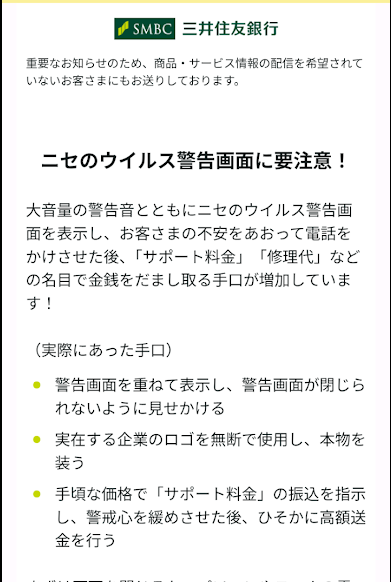 SMBC 三井住友銀行
重要なお知らせのため、商品・サービス情報の配信を希望されて
いないお客さまにもお送りしております。
ニセのウイルス警告画面に要注意！
大音量の警告音とともにニセのウイルス警告画
面を表示し、お客さまの不安をあおって電話を
かけさせた後、「サポート料金」「修理代」など
の名目で金銭をだまし取る手口が増加していま
す！
（実際にあった手口）
警告画面を重ねて表示し、警告画面が閉じら
れないように見せかける
実在する企業のロゴを無断で使用し、本物を
装う
手頃な価格で「サポート料金」の振込を指示
し、警戒心を緩めさせた後、ひそかに高額送
金を行う